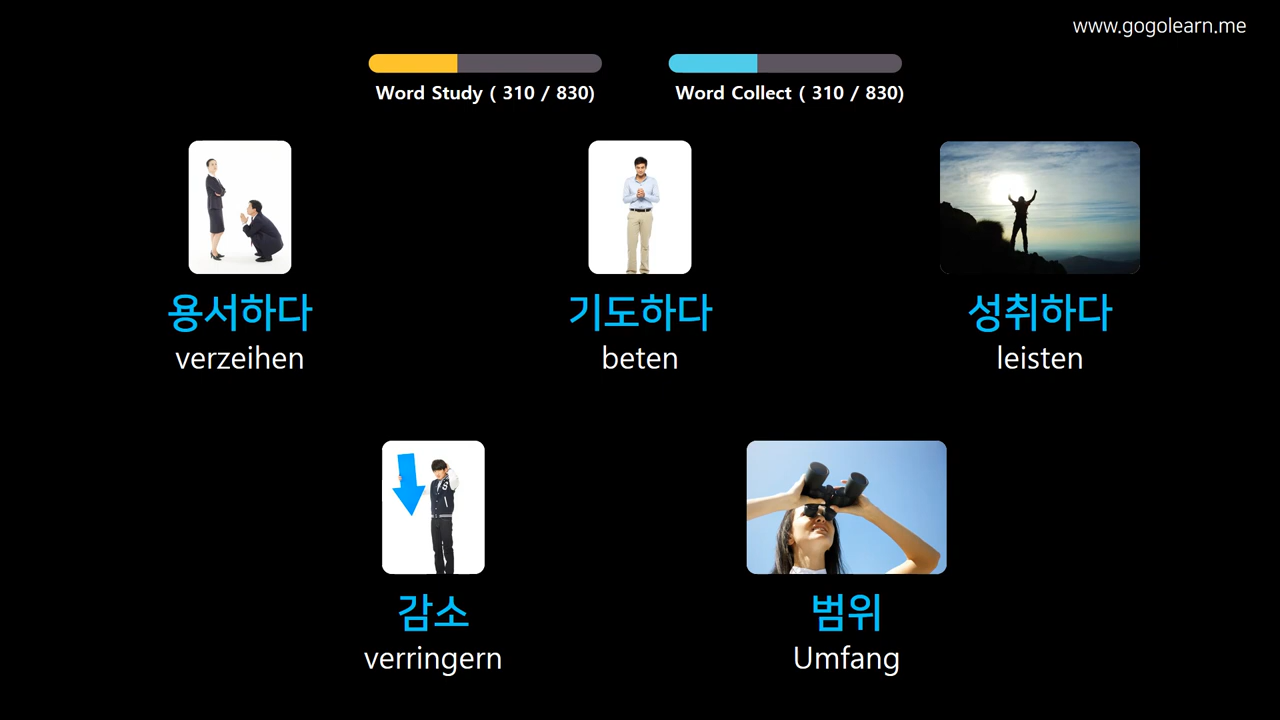 www.gogolearn.me
Word Study ( 310 / 830)
Word Collect ( 310 / 830)
용서하다
verzeihen
기도하다
beten
성취하다
leisten
감소
verringern
범위
Umfang